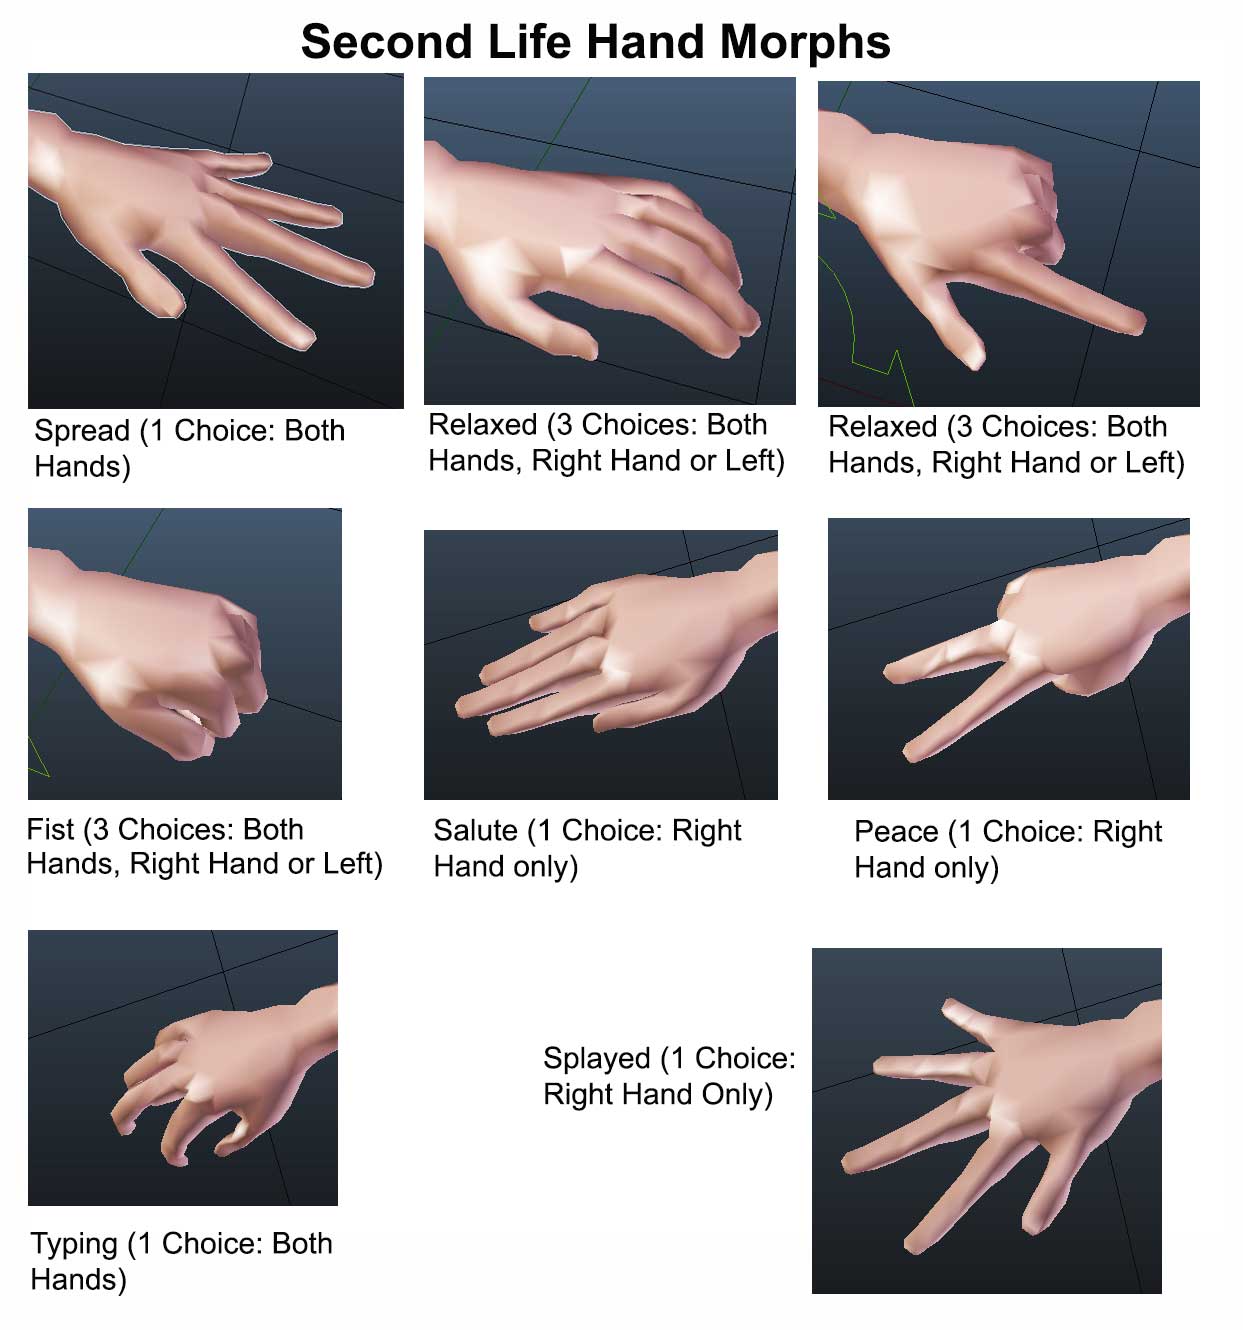 Second Life Hand Morphs
Spread (1 Choice: Both
Hands)
Relaxed (3 Choices: Both
Hands, Right Hand or Left)
Relaxed (3 Choices: Both
Hands, Right Hand or Left)
Fist (3 Choices: Both
Hands, Right Hand or Left)
Salute (1 Choice: Right
Hand only)
Peace (1 Choice: Right
Hand only)
Typing (1 Choice: Both
Hands)
Splayed (1 Choice:
Right Hand Only)